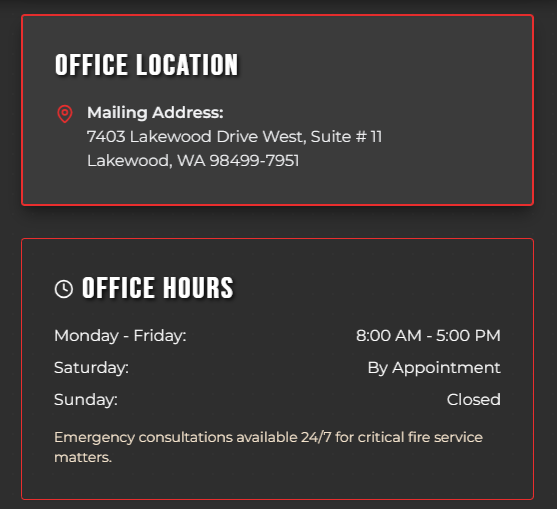 OFFICE LOCATION
Mailing Address:
7403 Lakewood Drive West, Suite # 11
Lakewood, WA 98499-7951
OFFICE HOURS
Monday - Friday: 8:00 AM - 5:00 PM
Saturday: By Appointment
Sunday: Closed
Emergency consultations available 24/7 for critical fire service
matters.